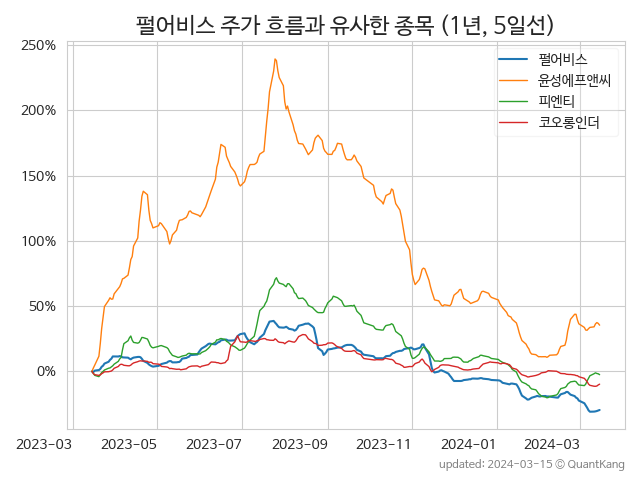 펄어비스 주가 흐름과 유사한 종목 (1년, 5일선)
250%
200%
150%
100%
50%
0%
펄어비스
윤성에프앤씨
피엔티
코오롱인더
2023-03 2023-05 2023-07 2023-09 2023-11 2024-01 2024-03
updated: 2024-03-15 © QuantKang